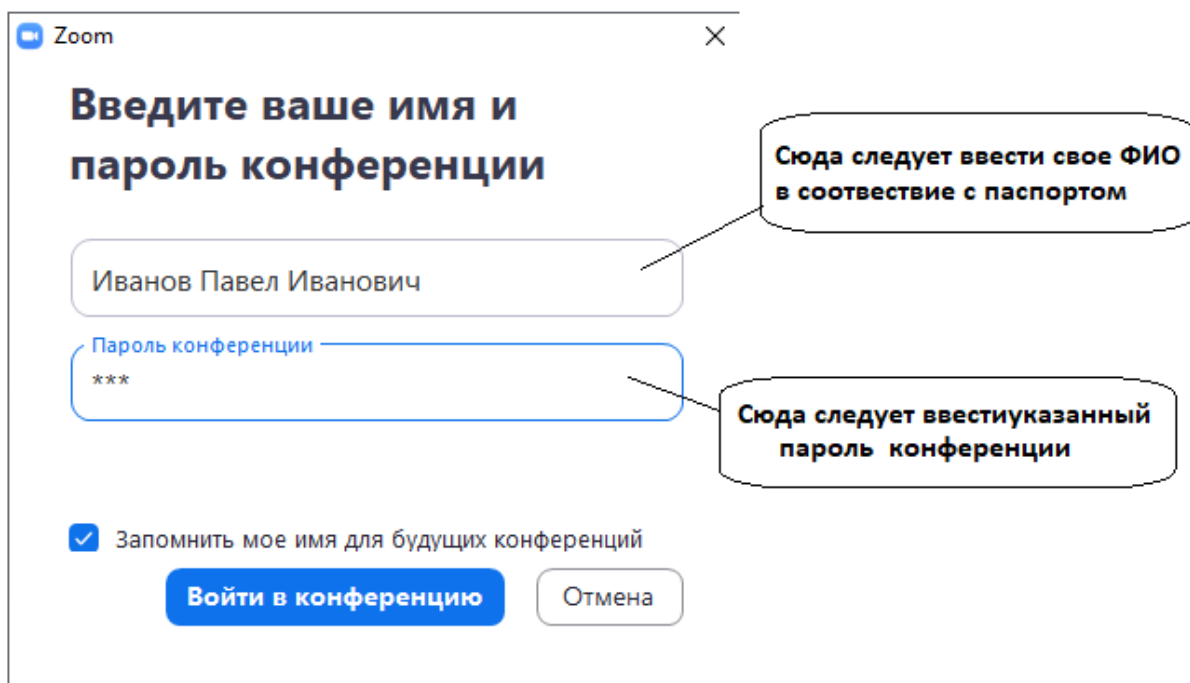 Zoom
Введите ваше имя и
пароль конференции
Сюда следует ввести свое ФИО
в соотвествие с паспортом
Иванов Павел Иванович
Пароль конференции
***
Сюда следует ввестиуказанный
пароль конференции
Запомнить мое имя для будущих конференций
Войти в конференцию
Отмена